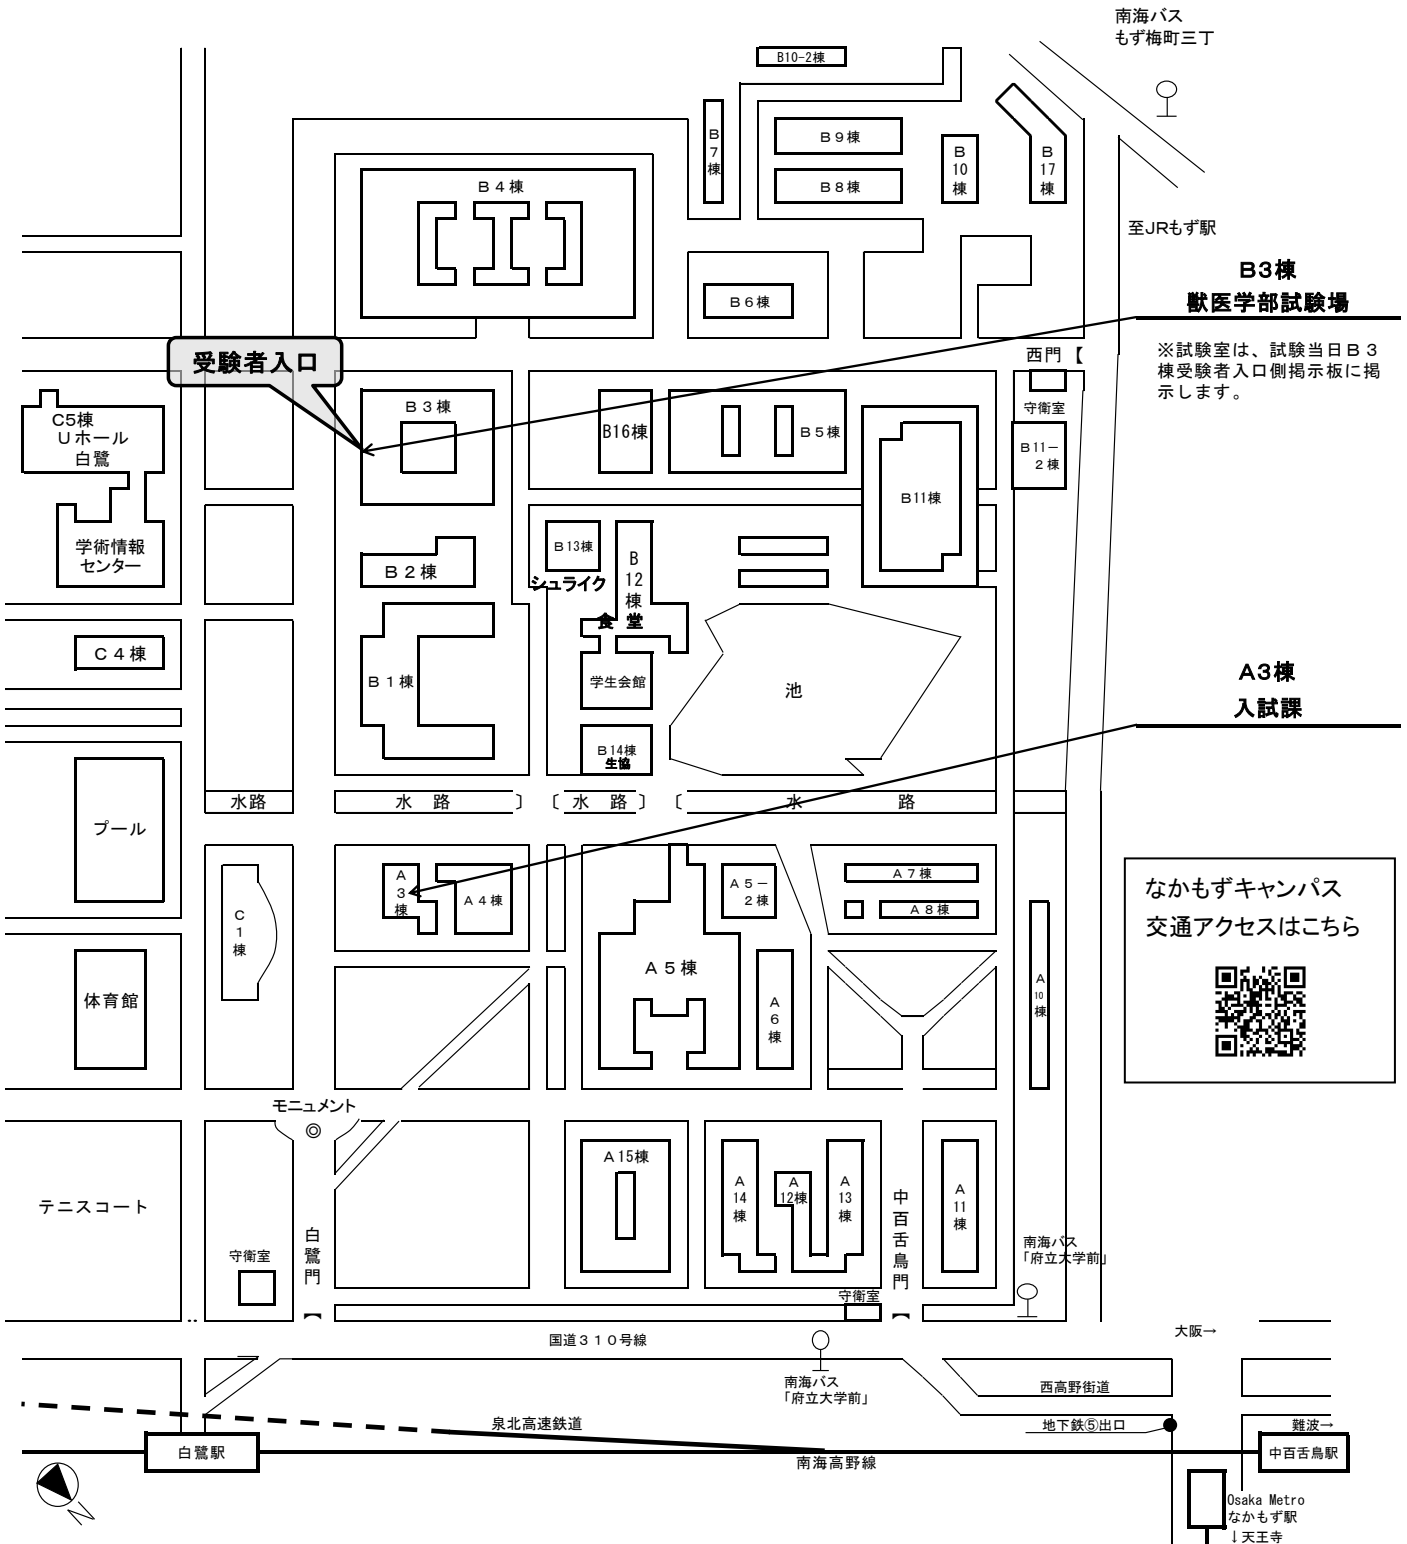 南海バス
もず梅町三丁
B10-2棟
B
7
棟
B9棟
B8棟
B
10
棟
B
17
棟
B4棟
至JRもず駅
B3棟
獣医学部試験場
※試験室は、試験当日B3
棟受験者入口側掲示板に掲
示します。
B6棟
受験者入口
西門【
守衛室
C5棟
Uホール
白鷺
B3棟
B16棟
B5棟
B11-
2棟
B11棟
学術情報
センター
B13棟
シュライク
B
12
棟
食 堂
B2棟
C4棟
B1棟
学生会館
池
A3棟
入試課
B14棟
生協
水路
水 路 〕
〔 水 路 〕
〔 水 路
プール
A
3
棟
A4棟
A5-
2棟
A7棟
A8棟
なかもずキャンパス
交通アクセスはこちら
C
1
棟
A5棟
A
6
棟
A
10
棟
体育館
モニュメント
◎
A15棟
A
14
棟
A
12棟
A
13
棟
中
百
舌
鳥
門
【
A
11
棟
テニスコート
白
鷺
門
【
守衛室
南海バス
「府立大学前」
守衛室
国道310号線
大阪→
南海バス
「府立大学前」
西高野街道
泉北高速鉄道
地下鉄⑤出口
難波→
白鷺駅
南海高野線
中百舌鳥駅
N
Osaka Metro
なかもず駅
↓天王寺